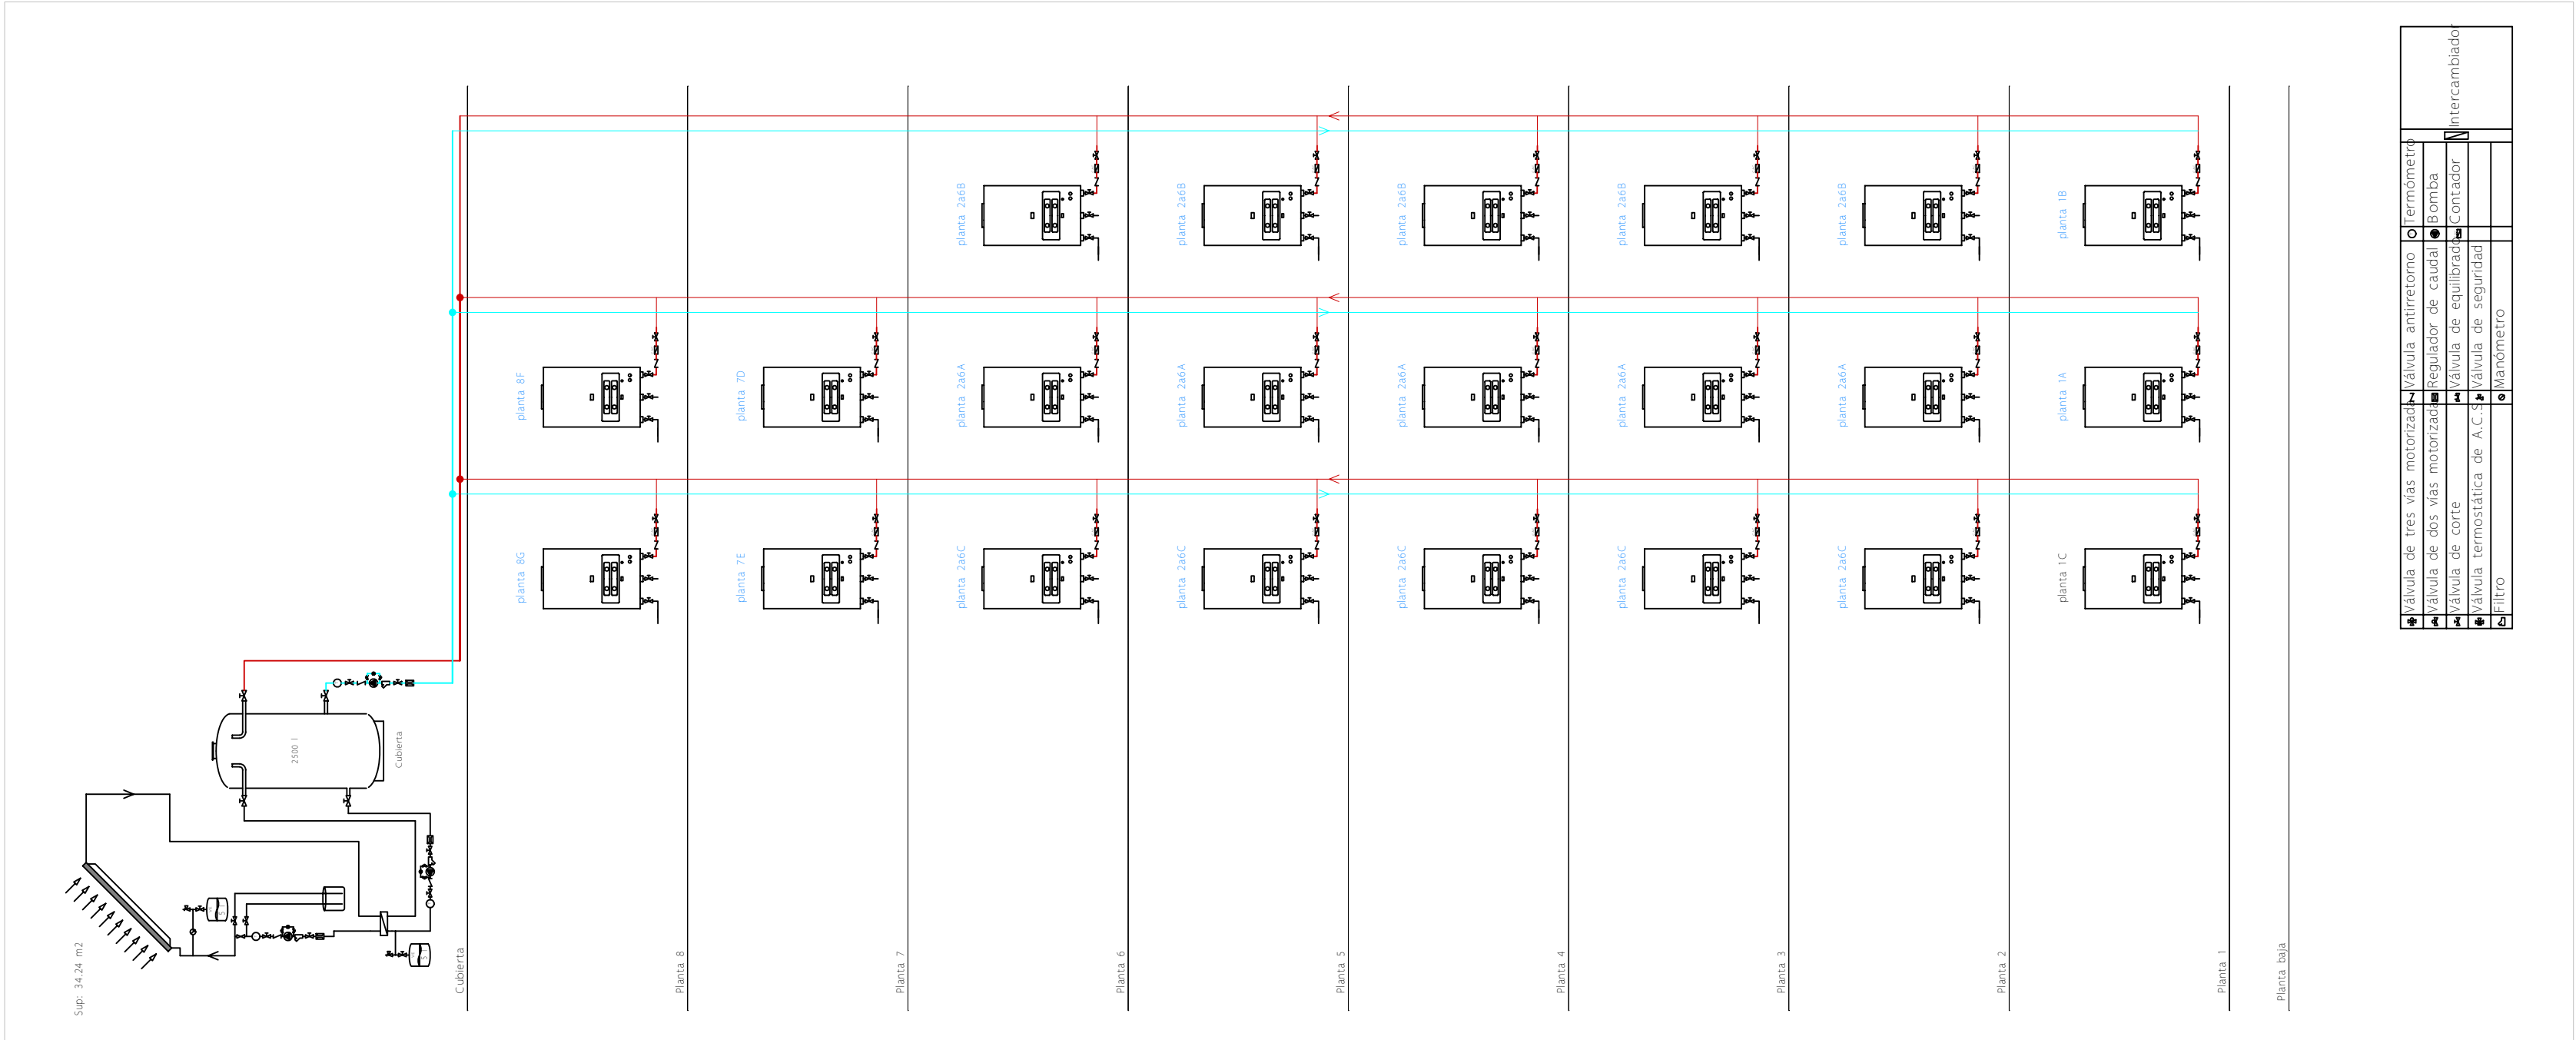 Sup: 34.24 m2
2500 l
Cubierta
Cubierta
planta 8F
planta 8G
Planta 8
planta 7D
planta 7E
Planta 7
planta 2a6B
planta 2a6A
planta 2a6C
Planta 6
planta 2a6B
planta 2a6A
planta 2a6C
Planta 5
planta 2a6B
planta 2a6A
planta 2a6C
Planta 4
planta 2a6B
planta 2a6A
planta 2a6C
Planta 3
planta 2a6B
planta 2a6A
planta 2a6C
Planta 2
planta 1B
planta 1A
planta 1C
Planta 1
Planta baja
Válvula de tres vías motorizada
Válvula antirretorno
Termómetro
Válvula de dos vías motorizada
Regulador de caudal
Bomba
Válvula de corte
Válvula de equilibrado
Contador
Intercambiador
Válvula termostática de A.C.S
Válvula de seguridad
Filtro
Manómetro